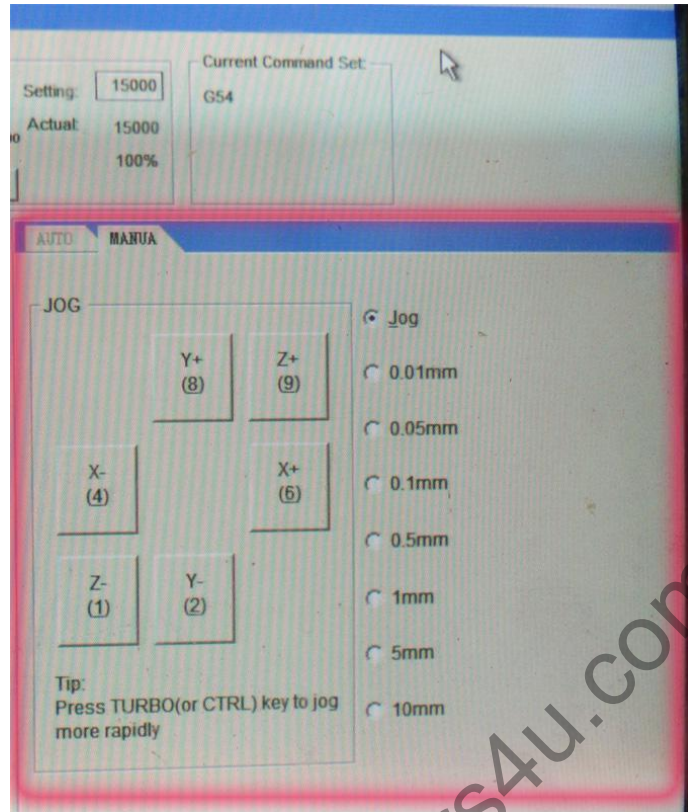 Current Command Set:
Setting: 15000
G54
Actual: 15000
100%
AUTO MANUA
JOG
Jog
Y+ Z+
(8) (9)
0.01mm
0.05mm
X- X+
(4) (6)
0.1mm
0.5mm
Z- Y-
(1) (2)
1mm
5mm
Tip:
Press TURBO(or CTRL) key to jog
more rapidly
10mm